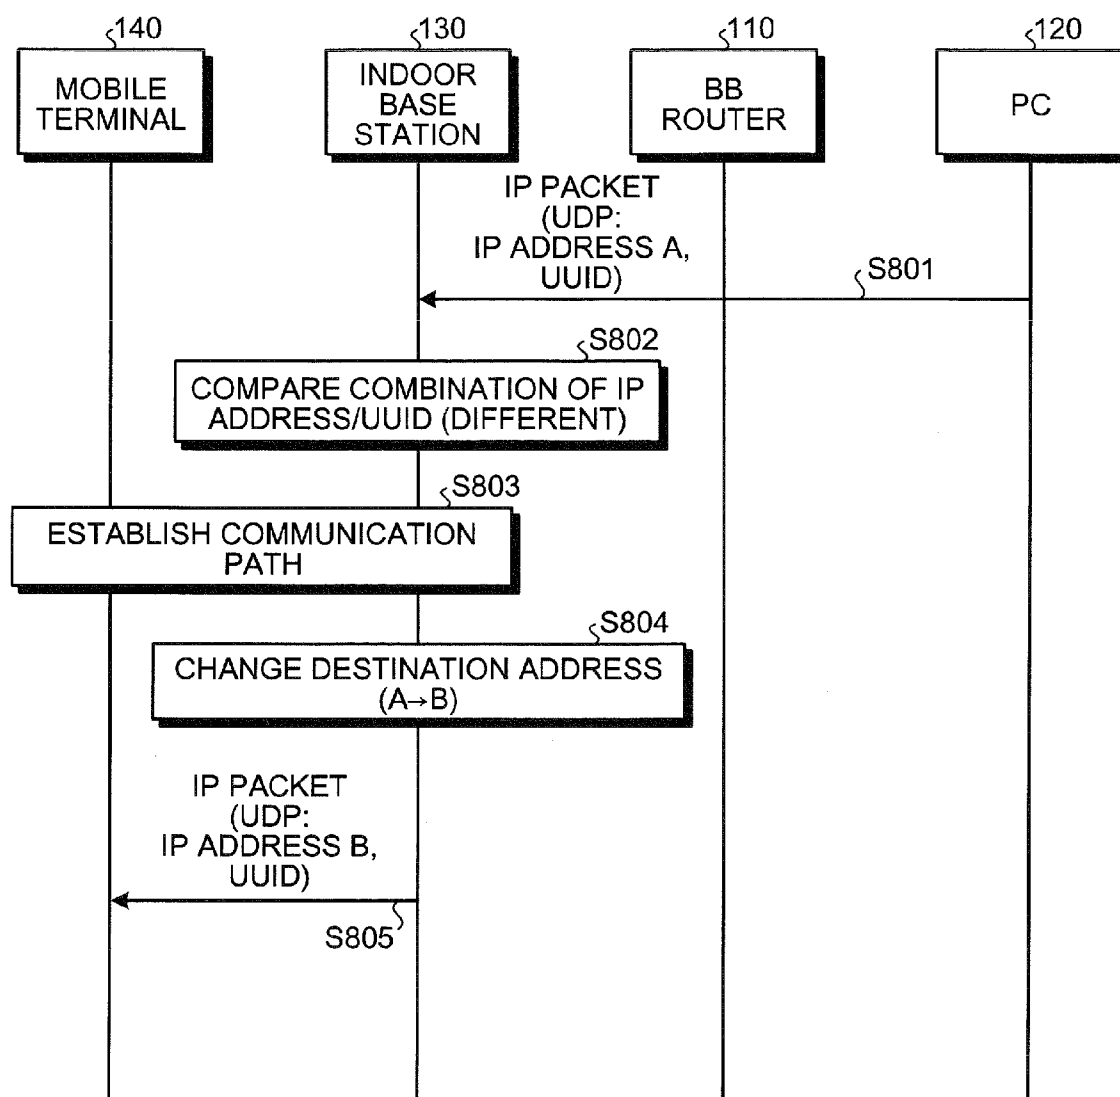 140
130
110
120
MOBILE
TERMINAL
INDOOR
BASE
STATION
BB
ROUTER
PC
IP PACKET
(UDP:
IP ADDRESS A,
UUID)
S801
S802
COMPARE COMBINATION OF IP
ADDRESS/UUID (DIFFERENT)
S803
ESTABLISH COMMUNICATION
PATH
S804
CHANGE DESTINATION ADDRESS
(A→B)
IP PACKET
(UDP:
IP ADDRESS B,
UUID)
S805